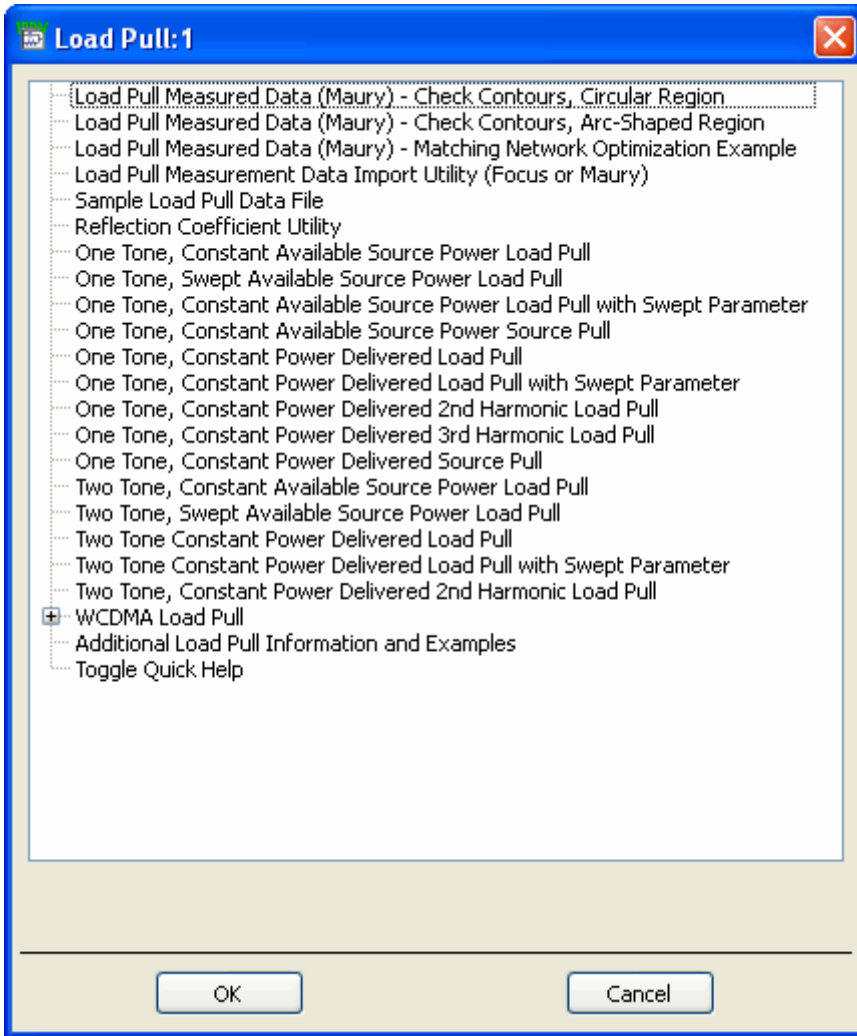 Load Pull:1
Load Pull Measured Data (Maury) - Check Contours, Circular Region
Load Pull Measured Data (Maury) - Check Contours, Arc-Shaped Region
Load Pull Measured Data (Maury) - Matching Network Optimization Example
Load Pull Measurement Data Import Utility (Focus or Maury)
Sample Load Pull Data File
Reflection Coefficient Utility
One Tone, Constant Available Source Power Load Pull
One Tone, Swept Available Source Power Load Pull
One Tone, Constant Available Source Power Load Pull with Swept Parameter
One Tone, Constant Available Source Power Source Pull
One Tone, Constant Power Delivered Load Pull
One Tone, Constant Power Delivered Load Pull with Swept Parameter
One Tone, Constant Power Delivered 2nd Harmonic Load Pull
One Tone, Constant Power Delivered 3rd Harmonic Load Pull
One Tone, Constant Power Delivered Source Pull
Two Tone, Constant Available Source Power Load Pull
Two Tone, Swept Available Source Power Load Pull
Two Tone Constant Power Delivered Load Pull
Two Tone Constant Power Delivered Load Pull with Swept Parameter
Two Tone, Constant Power Delivered 2nd Harmonic Load Pull
WCDMA Load Pull
Additional Load Pull Information and Examples
Toggle Quick Help
OK Cancel